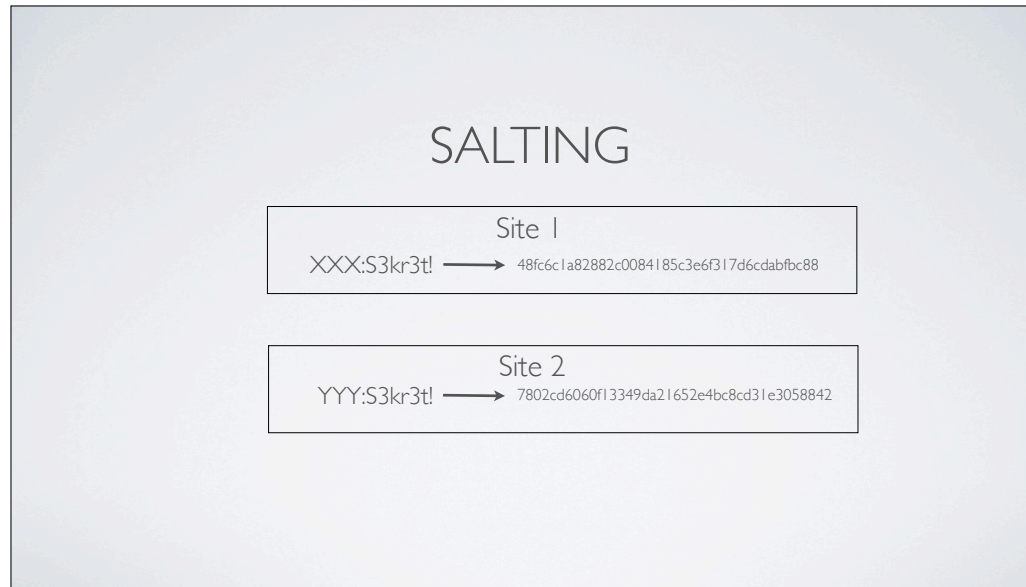 SALTING
Site 1
XXX:S3kr3t! 48fc6c1a82882c0084185c3e6f317d6cdabfbc88
Site 2
YYY:S3kr3t! 7802cd6060f13349da21652e4bc8cd31e3058842